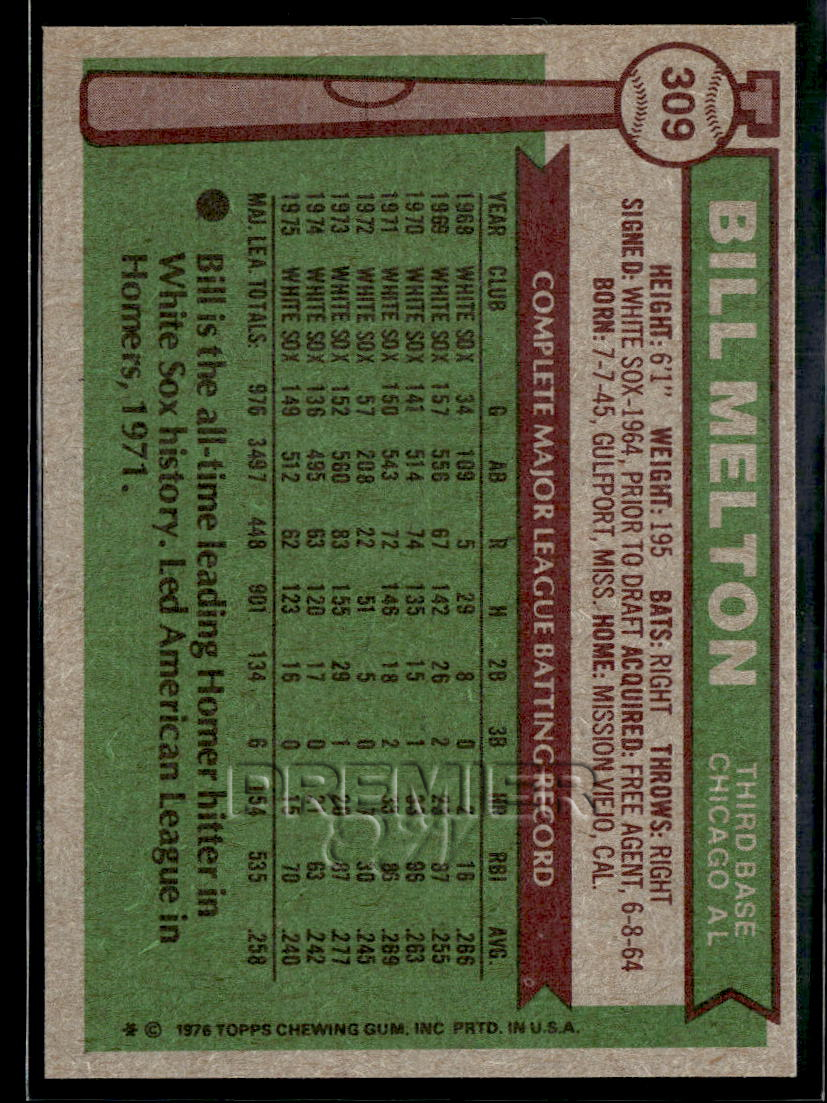 309
BILL MELTON
THIRD BASE
CHICAGO AL
HEIGHT: 6'1" WEIGHT: 195 BATS: RIGHT THROWS: RIGHT
SIGNED: WHITE SOX-1964, PRIOR TO DRAFT ACQUIRED: FREE AGENT, 6-8-64
BORN: 7-7-45, GULFPORT, MISS. HOME: MISSION VIEJO, CAL.
COMPLETE MAJOR LEAGUE BATTING RECORD
YEAR CLUB G AB R H 2B 3B HR RBI AVG.
1968 WHITE SOX 34 109 5 29 8 0 2 16 .266
1969 WHITE SOX 157 556 67 142 26 2 87 .255
1970 WHITE SOX 141 514 74 135 15 1 96 .263
1971 WHITE SOX 150 543 72 146 18 2 86 .269
1972 WHITE SOX 57 208 22 51 5 0 30 .245
1973 WHITE SOX 152 560 83 155 29 1 20 87 .277
1974 WHITE SOX 136 495 63 120 17 0 63 .242
1975 WHITE SOX 149 512 62 123 16 0 15 70 .240
MAJ. LEA. TOTALS: 976 3497 448 901 134 6 154 535 .258
Bill is the all-time leading Homer hitter in
White Sox history. Led American League in
Homers, 1971.
* © 1976 TOPPS CHEWING GUM, INC PRTD. IN U.S.A.
PREMIER